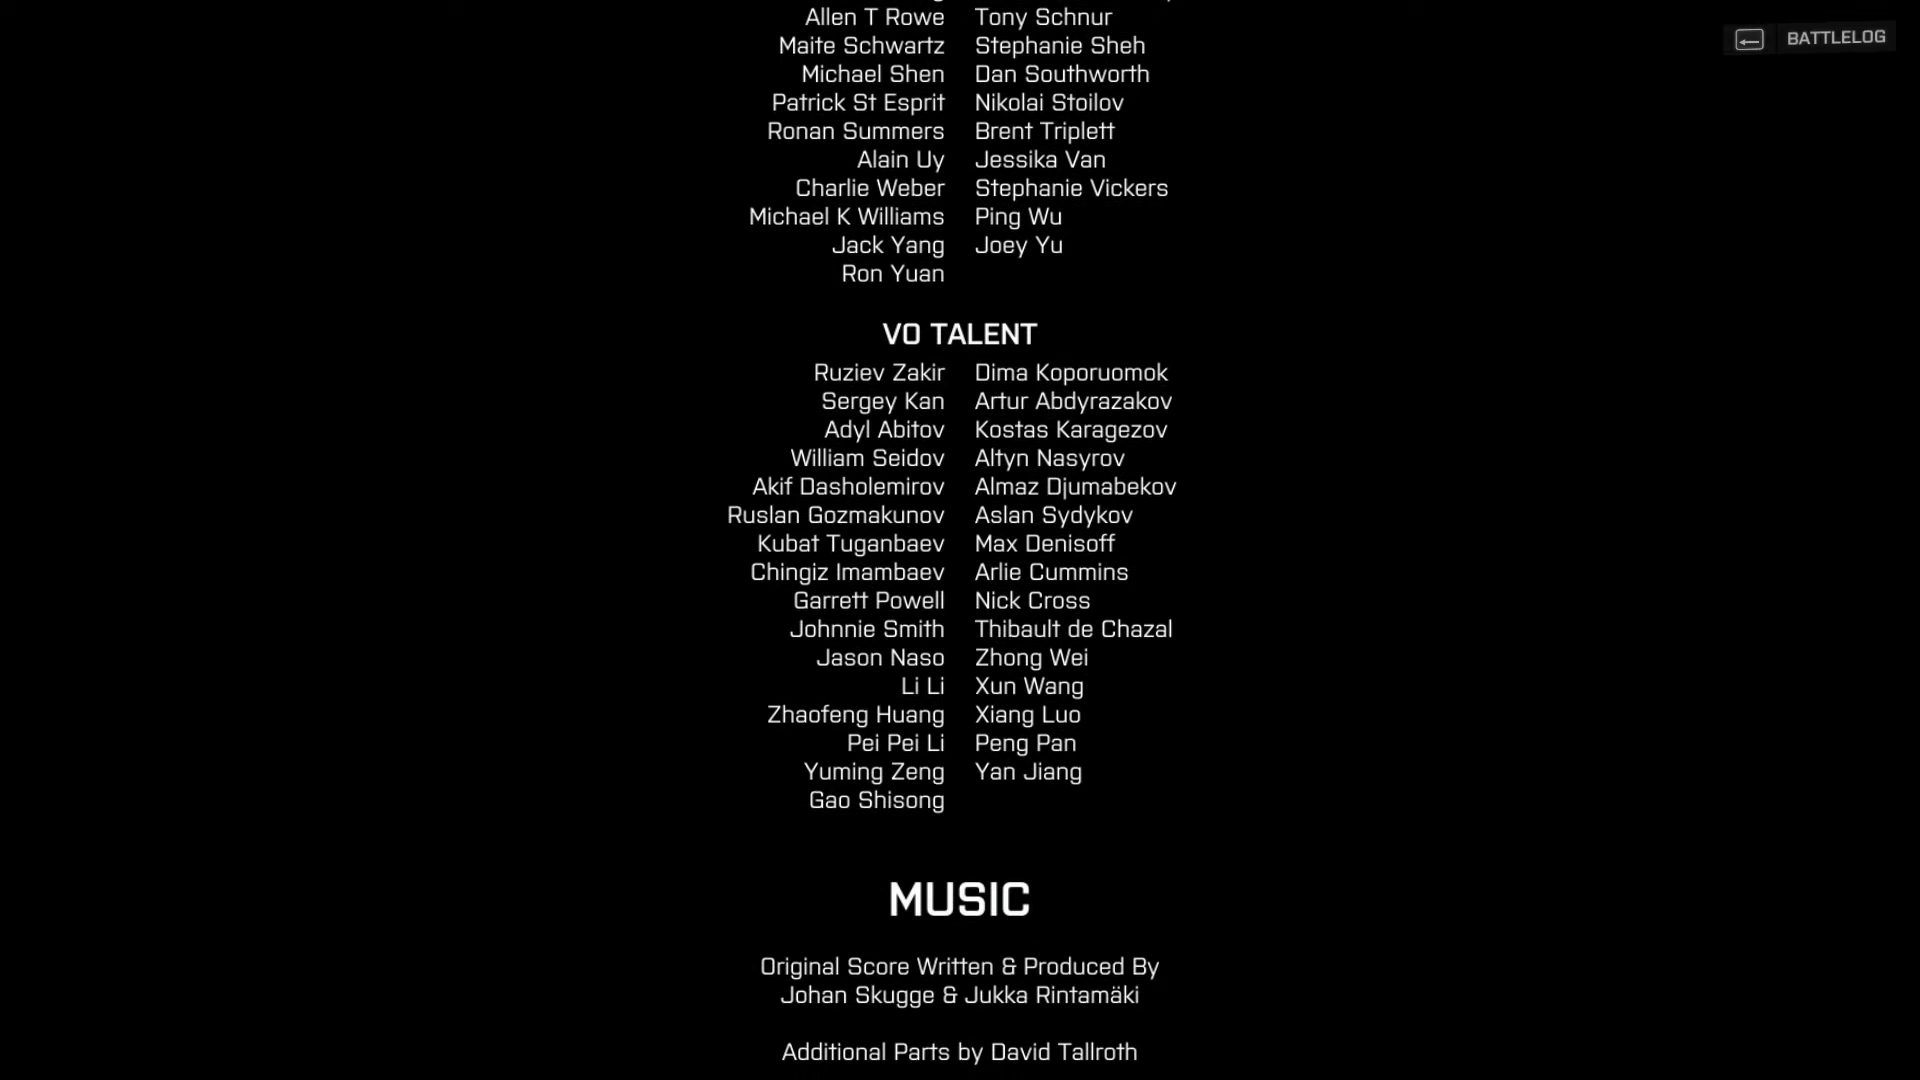 Allen T Rowe Tony Schnur
BATTLELOG
Maite Schwartz Stephanie Sheh
Michael Shen Dan Southworth
Patrick St Esprit Nikolai Stoilov
Ronan Summers Brent Triplett
Alain Uy Jessika Van
Charlie Weber Stephanie Vickers
Michael K Williams Ping Wu
Jack Yang Joey Yu
Ron Yuan
VO TALENT
Ruziev Zakir Dima Koporuomok
Sergey Kan Artur Abdyrazakov
Adyl Abitov Kostas Karagezov
William Seidov Altyn Nasyrov
Akif Dasholemirov Almaz Djumabekov
Ruslan Gozmakunov Aslan Sydykov
Kubat Tuganbaev Max Denisoff
Chingiz Imambaev Arlie Cummins
Garrett Powell Nick Cross
Johnnie Smith Thibault de Chazal
Jason Naso Zhong Wei
Li Li Xun Wang
Zhaofeng Huang Xiang Luo
Pei Pei Li Peng Pan
Yuming Zeng Yan Jiang
Gao Shisong
MUSIC
Original Score Written & Produced By
Johan Skugge & Jukka Rintamäki
Additional Parts by David Tallroth